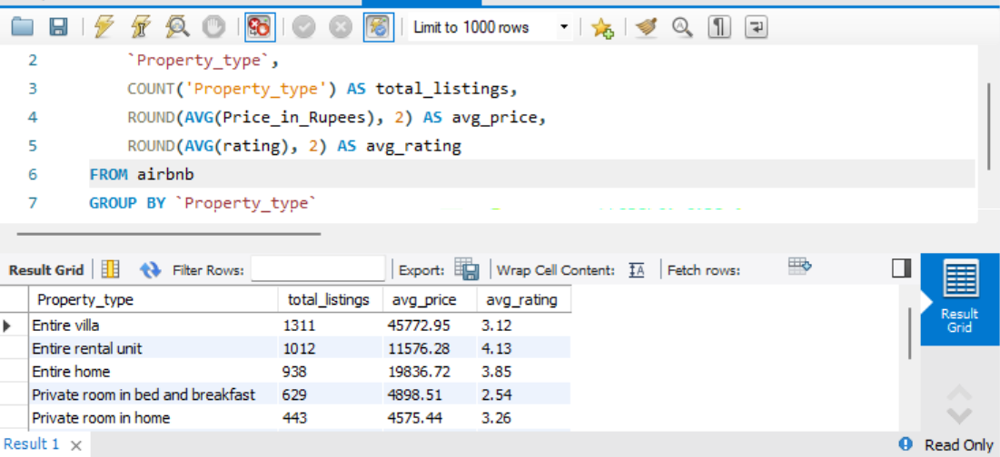 Limit to 1000 rows
2 `Property_type`,
3 COUNT('Property_type') AS total_listings,
4 ROUND(AVG(Price_in_Rupees), 2) AS avg_price,
5 ROUND(AVG(rating), 2) AS avg_rating
6 FROM airbnb
7 GROUP BY `Property_type`
Result Grid Filter Rows: Export: Wrap Cell Content: IA Fetch rows:
Property_type total_listings avg_price avg_rating
Entire villa 1311 45772.95 3.12
Entire rental unit 1012 11576.28 4.13
Entire home 938 19836.72 3.85
Private room in bed and breakfast 629 4898.51 2.54
Private room in home 443 4575.44 3.26
Result
Grid
Result 1 × Read Only